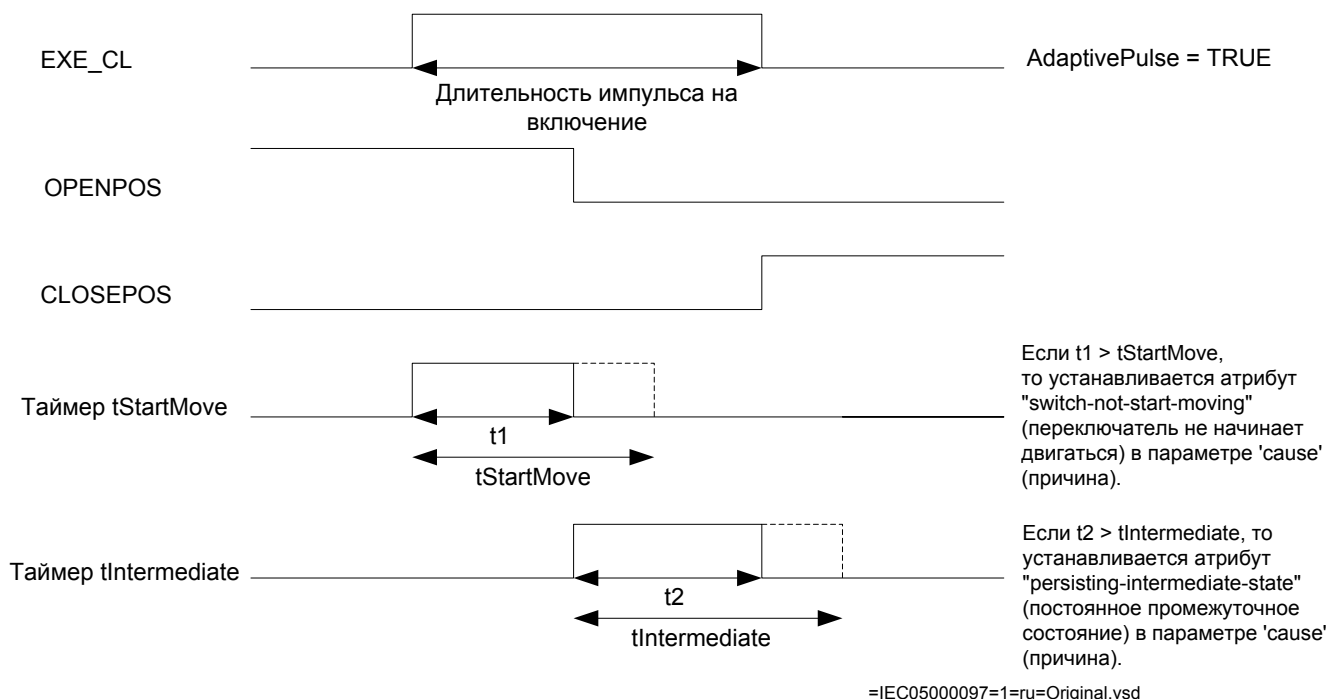 EXE_CL
AdaptivePulse = TRUE
Длительность импульса на
включение
OPENPOS
CLOSEPOS
Таймер tStartMove
t1
tStartMove
Если t1 > tStartMove,
то устанавливается атрибут
"switch-not-start-moving"
(переключатель не начинает
двигаться) в параметре 'cause'
(причина).
Таймер tIntermediate
t2
tIntermediate
Если t2 > tIntermediate, то
устанавливается атрибут
"persisting-intermediate-state"
(постоянное промежуточное
состояние) в параметре 'cause'
(причина).
=IEC05000097=1=ru=Original.vsd